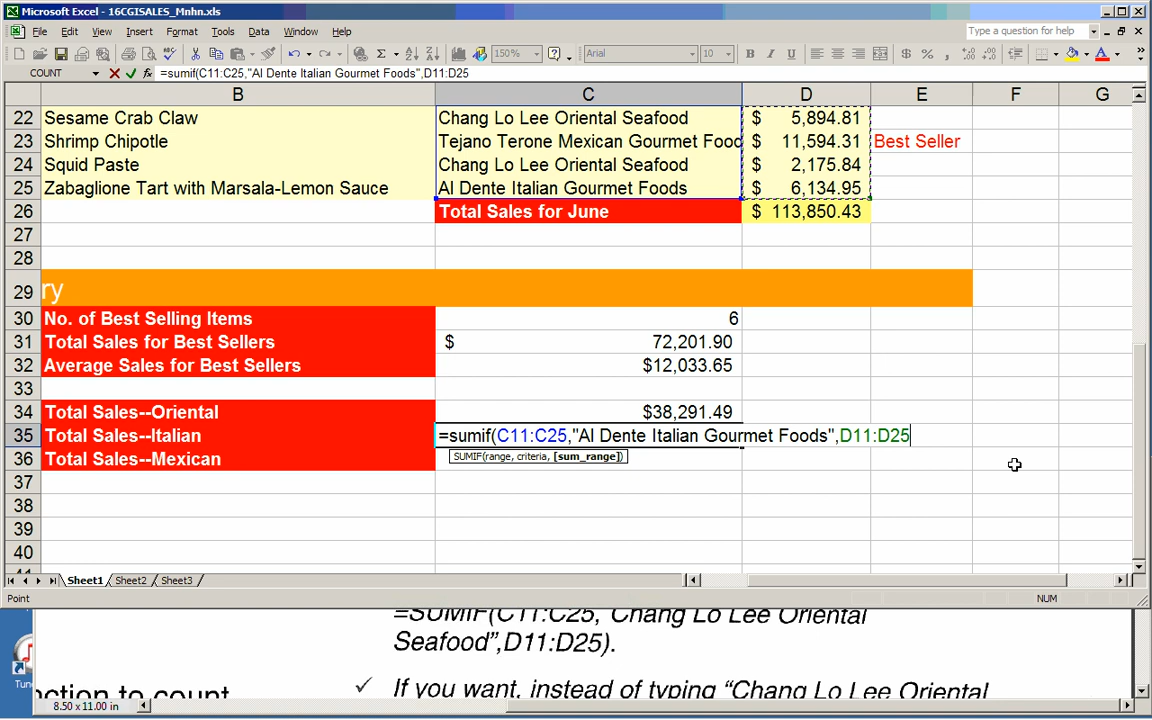 Microsoft Excel - 16CGISALES_Mnhn.xls
File Edit View Insert Format Tools Data Window Help
Type a question for help
150% Arial 10 B I U $ % ,
COUNT fx =sumif(C11:C25,"Al Dente Italian Gourmet Foods",D11:D25
B C D E F G
22 Sesame Crab Claw Chang Lo Lee Oriental Seafood $ 5,894.81
23 Shrimp Chipotle Tejano Terone Mexican Gourmet Food $ 11,594.31 Best Seller
24 Squid Paste Chang Lo Lee Oriental Seafood $ 2,175.84
25 Zabaglione Tart with Marsala-Lemon Sauce Al Dente Italian Gourmet Foods $ 6,134.95
26 Total Sales for June $ 113,850.43
27
28
29 ry
30 No. of Best Selling Items 6
31 Total Sales for Best Sellers $ 72,201.90
32 Average Sales for Best Sellers $12,033.65
33
34 Total Sales--Oriental $38,291.49
35 Total Sales--Italian =sumif(C11:C25,"Al Dente Italian Gourmet Foods",D11:D25
36 Total Sales--Mexican SUMIF(range, criteria, [sum_range])
37
38
39
40
Sheet1 Sheet2 Sheet3
Point NUM
=SUMIF(C11:C25,"Chang Lo Lee Oriental
Seafood",D11:D25).
nction to count ✓ If you want, instead of typing "Chang Lo Lee Oriental
Tune
8.50 x 11.00 in